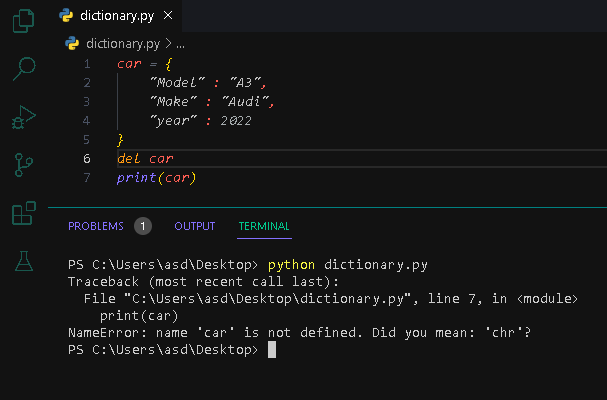 dictionary.py ×
dictionary.py > ...
1 car = {
2 "Model" : "A3",
3 "Make" : "Audi",
4 "year" : 2022
5 }
6 del car
7 print(car)
PROBLEMS 1 OUTPUT TERMINAL
PS C:\Users\asd\Desktop> python dictionary.py
Traceback (most recent call last):
File "C:\Users\asd\Desktop\dictionary.py", line 7, in <module>
print(car)
NameError: name 'car' is not defined. Did you mean: 'chr'?
PS C:\Users\asd\Desktop>